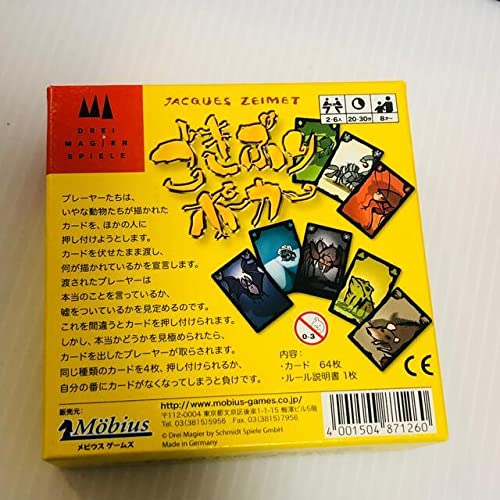 JACQUES ZEIMET
DREI
MAGIER
SPIELE
2-6人
20-30分
8才〜
ごきぶり
ポーカー
プレーヤーたちは、
いやな動物たちが描かれた
カードを、ほかの人に
押し付けようとします。
カードを伏せたまま渡し、
何が描かれているかを宣言します。
渡されたプレーヤーは
本当のことを言っているか、
嘘をついているかを見定めるのです。
これを間違うとカードを押し付けられます。
しかし、本当かどうかを見極められたら、
カードを出したプレーヤーが取らされます。
同じ種類のカードを4枚、押し付けられるか、
自分の番にカードがなくなってしまうと負けです。
0-3
内容:
・カード 64枚
・ルール説明書 1枚
CE
販売元:
Möbius
メビウス ゲームズ
http://www.mobius-games.co.jp/
〒112-0004 東京都文京区後楽1-1-15 梅澤ビル5階
Tel. 03(3815)5956 Fax. 03(3815)7956
© Drei Magier by Schmidt Spiele GmbH
Made in Germany
4 001504 871260